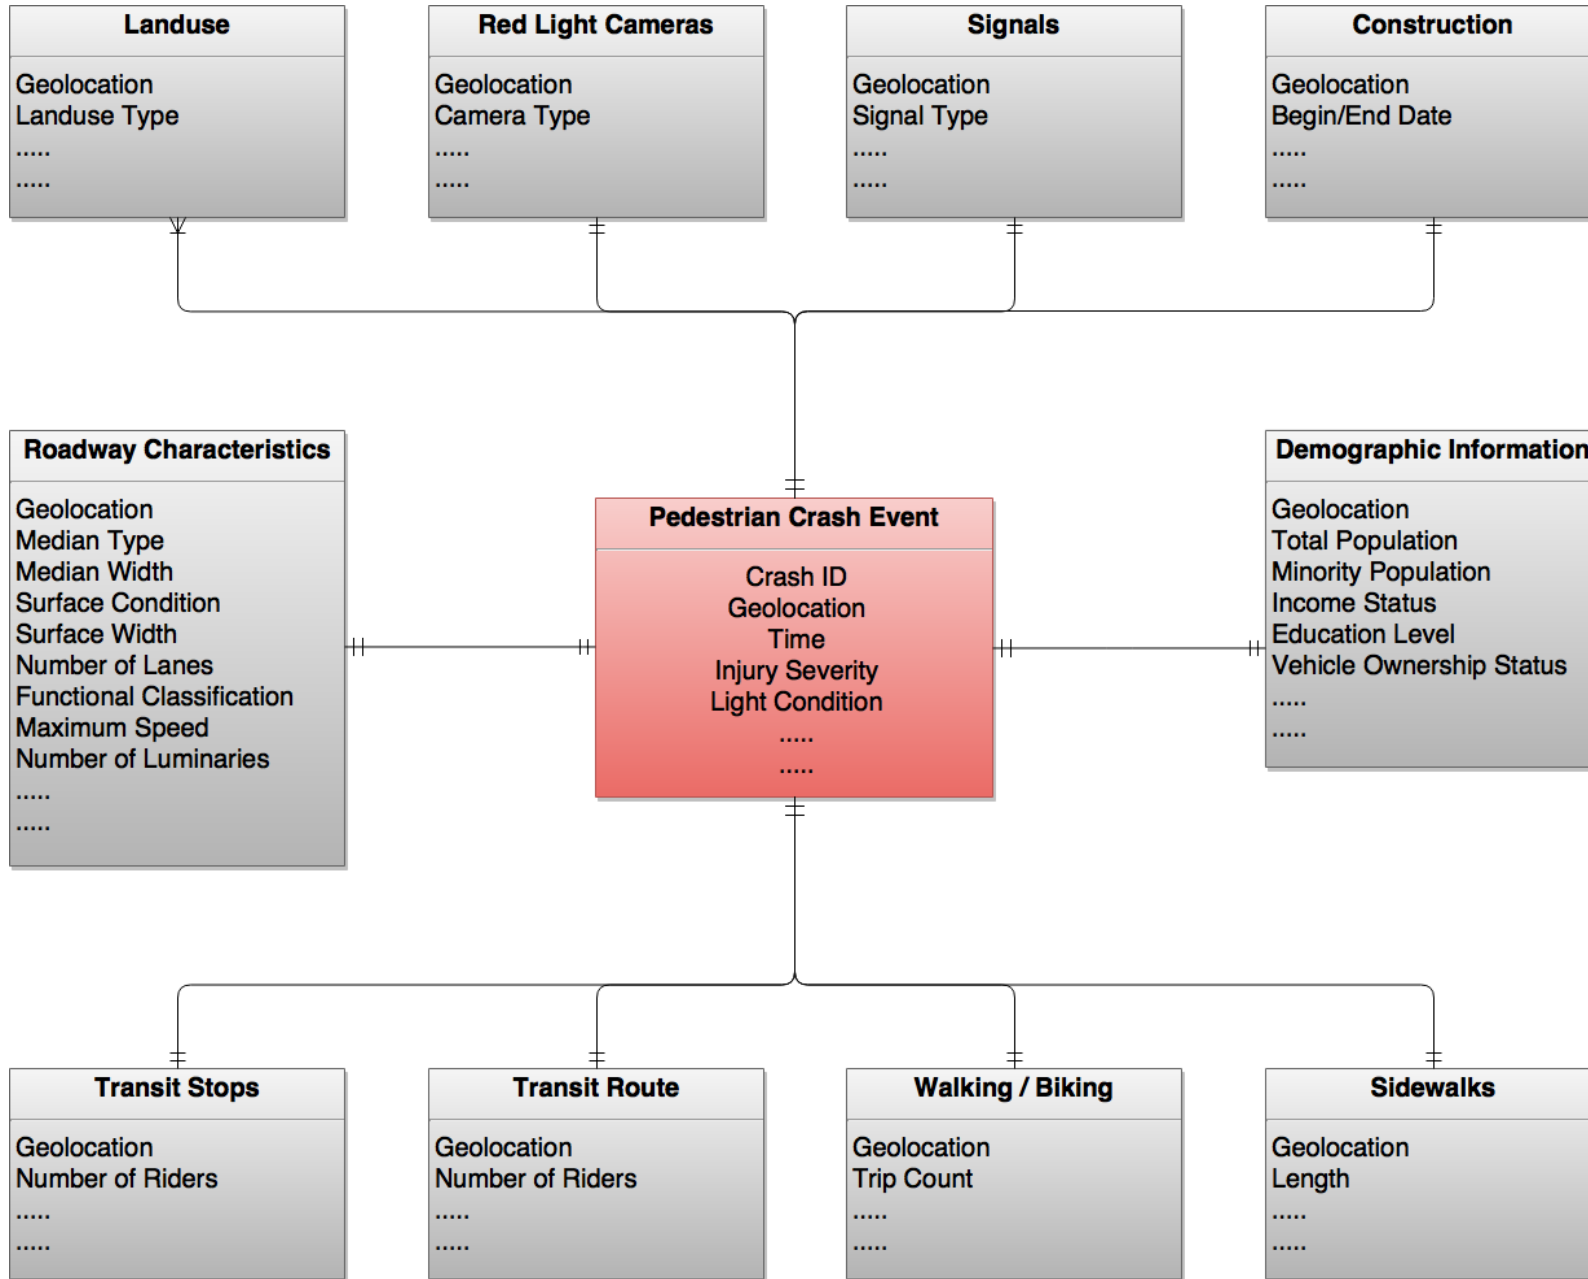 Landuse
Geolocation
Landuse Type
.....
.....
Red Light Cameras
Geolocation
Camera Type
.....
.....
Signals
Geolocation
Signal Type
.....
.....
Construction
Geolocation
Begin/End Date
.....
.....
Roadway Characteristics
Geolocation
Median Type
Median Width
Surface Condition
Surface Width
Number of Lanes
Functional Classification
Maximum Speed
Number of Luminaries
.....
.....
Pedestrian Crash Event
Crash ID
Geolocation
Time
Injury Severity
Light Condition
.....
.....
Demographic Information
Geolocation
Total Population
Minority Population
Income Status
Education Level
Vehicle Ownership Status
.....
.....
Transit Stops
Geolocation
Number of Riders
.....
.....
Transit Route
Geolocation
Number of Riders
.....
.....
Walking / Biking
Geolocation
Trip Count
.....
.....
Sidewalks
Geolocation
Length
.....
.....